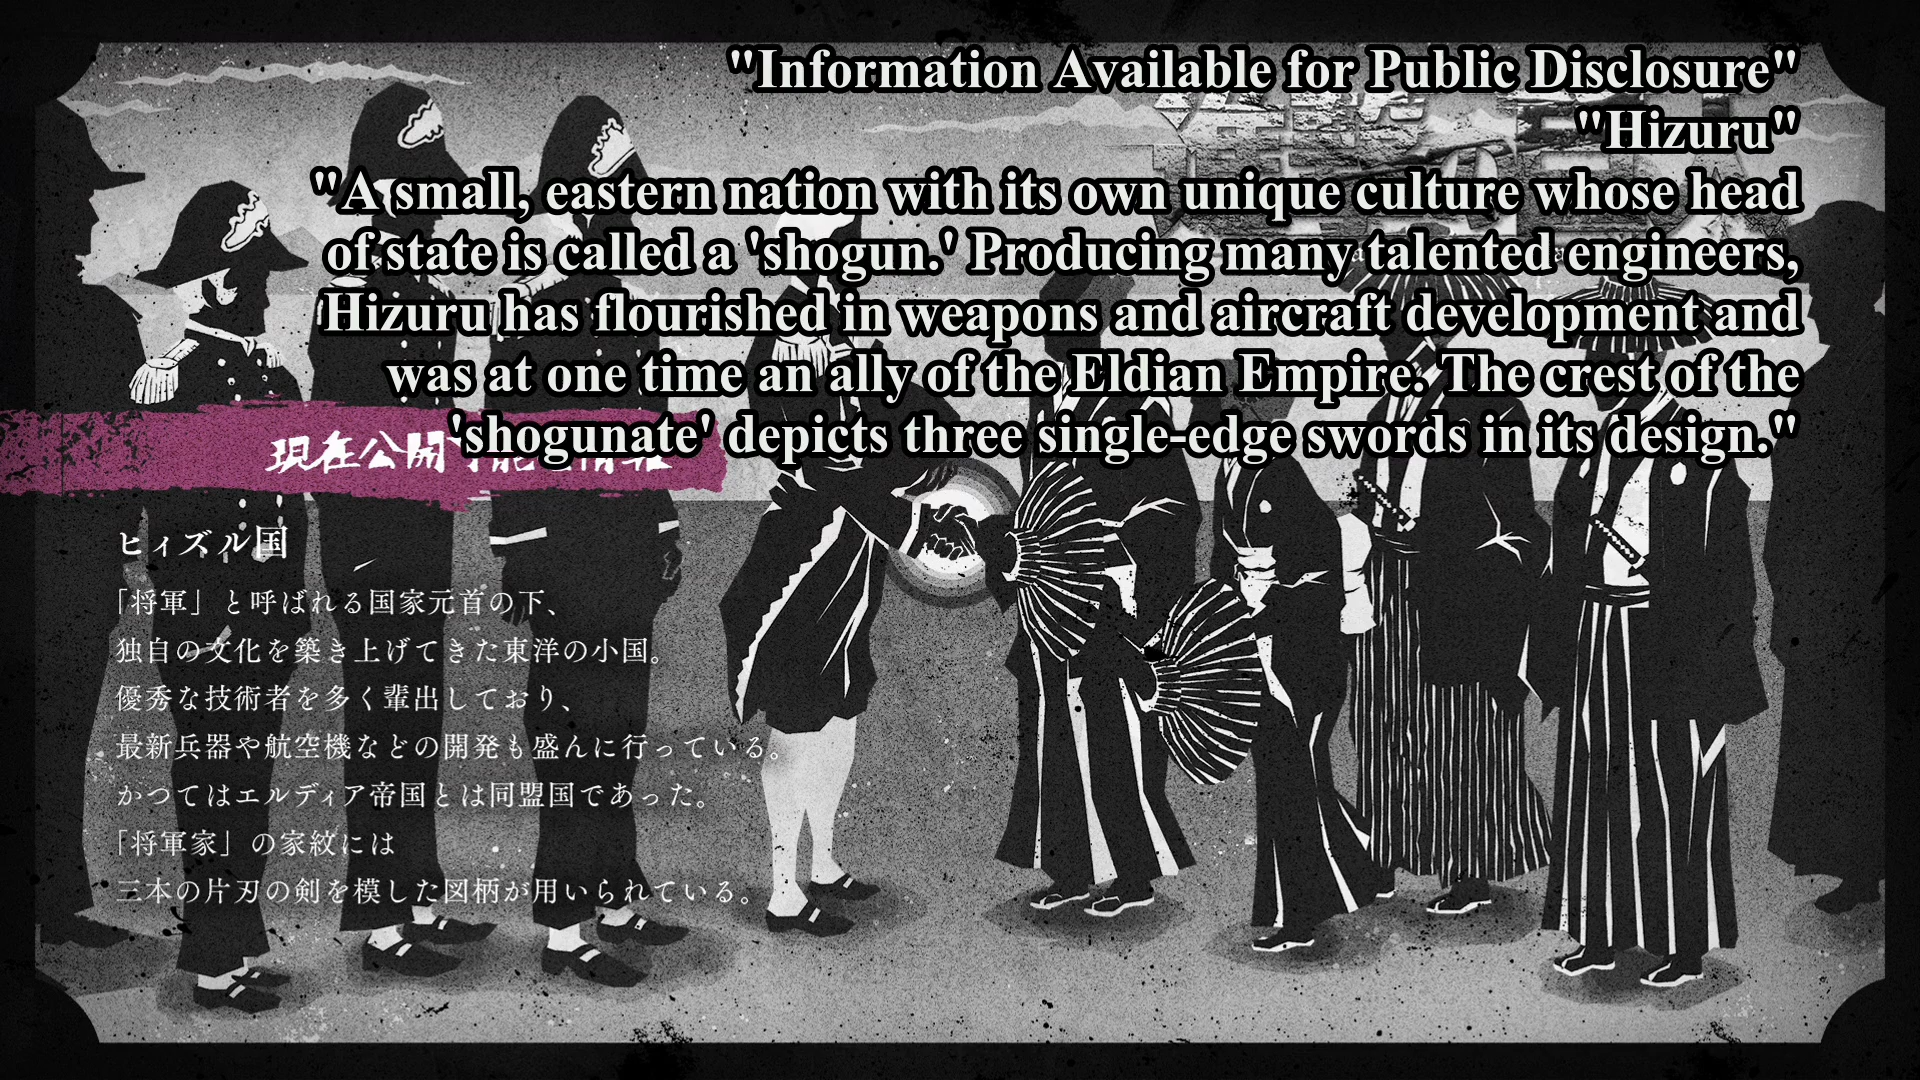 "Information Available for Public Disclosure"
"Hizuru"
"A small, eastern nation with its own unique culture whose head
of state is called a 'shogun.' Producing many talented engineers,
Hizuru has flourished in weapons and aircraft development and
was at one time an ally of the Eldian Empire. The crest of the
'shogunate' depicts three single-edge swords in its design."
現在公開可能な情報
ヒィズル国
「将軍」と呼ばれる国家元首の下、
独自の文化を築き上げてきた東洋の小国。
優秀な技術者を多く輩出しており、
最新兵器や航空機などの開発も盛んに行っている。
かつてはエルディア帝国とは同盟国であった。
「将軍家」の家紋には
三本の片刃の剣を模した図柄が用いられている。